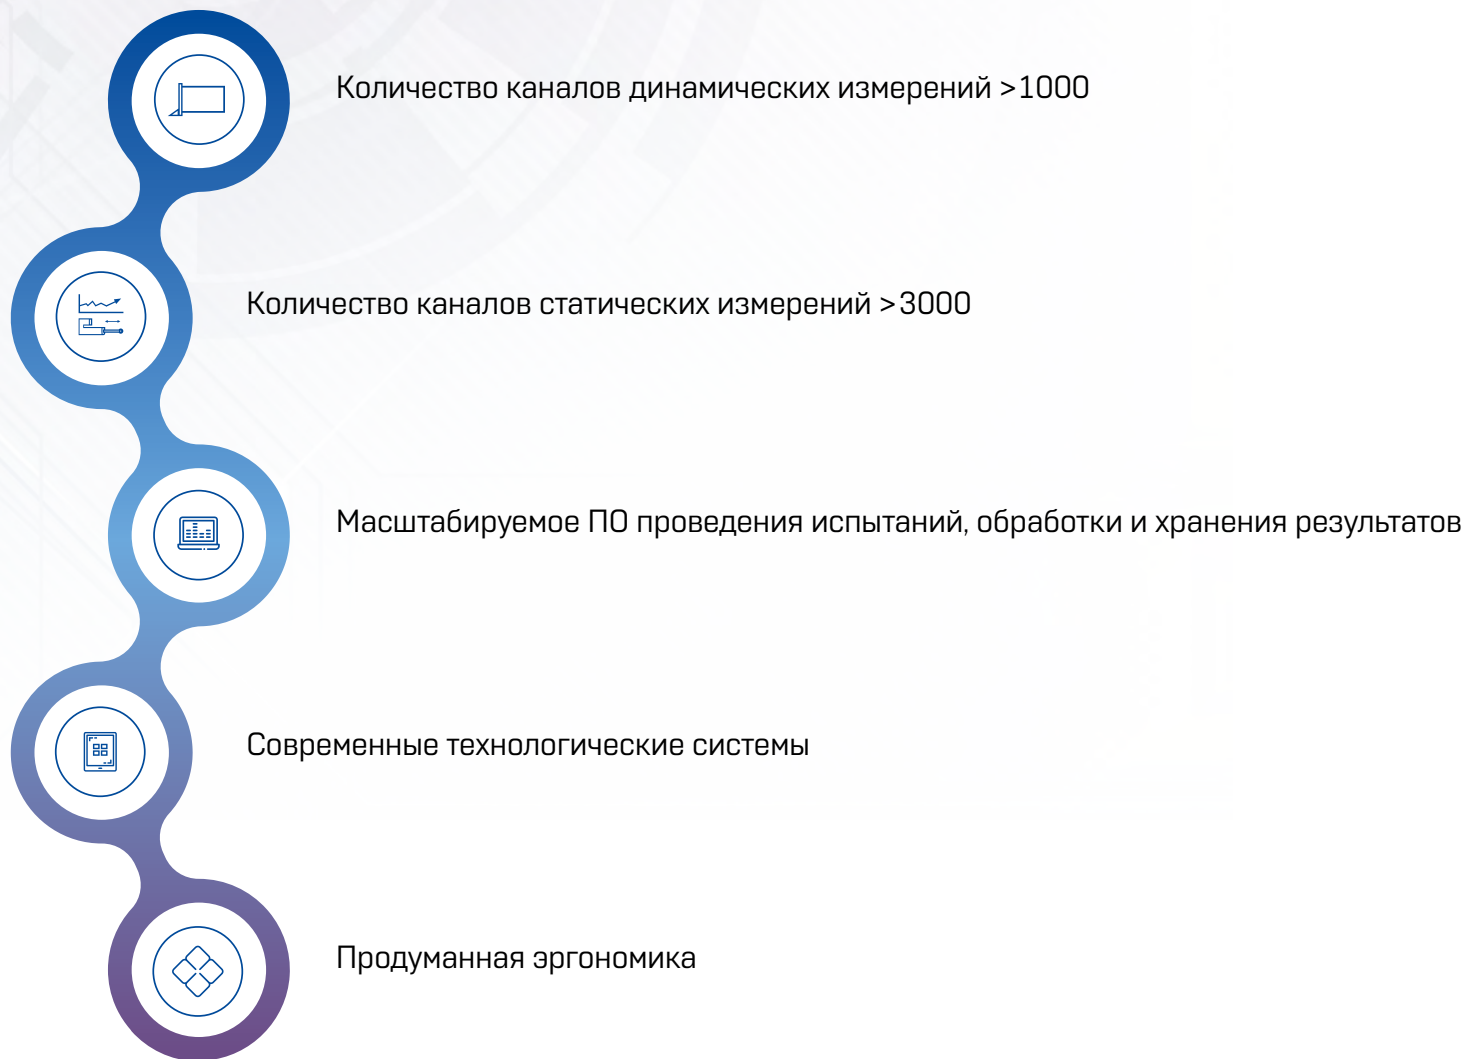 Количество каналов динамических измерений >1000
Количество каналов статических измерений >3000
Масштабируемое ПО проведения испытаний, обработки и хранения результатов
Современные технологические системы
Продуманная эргономика